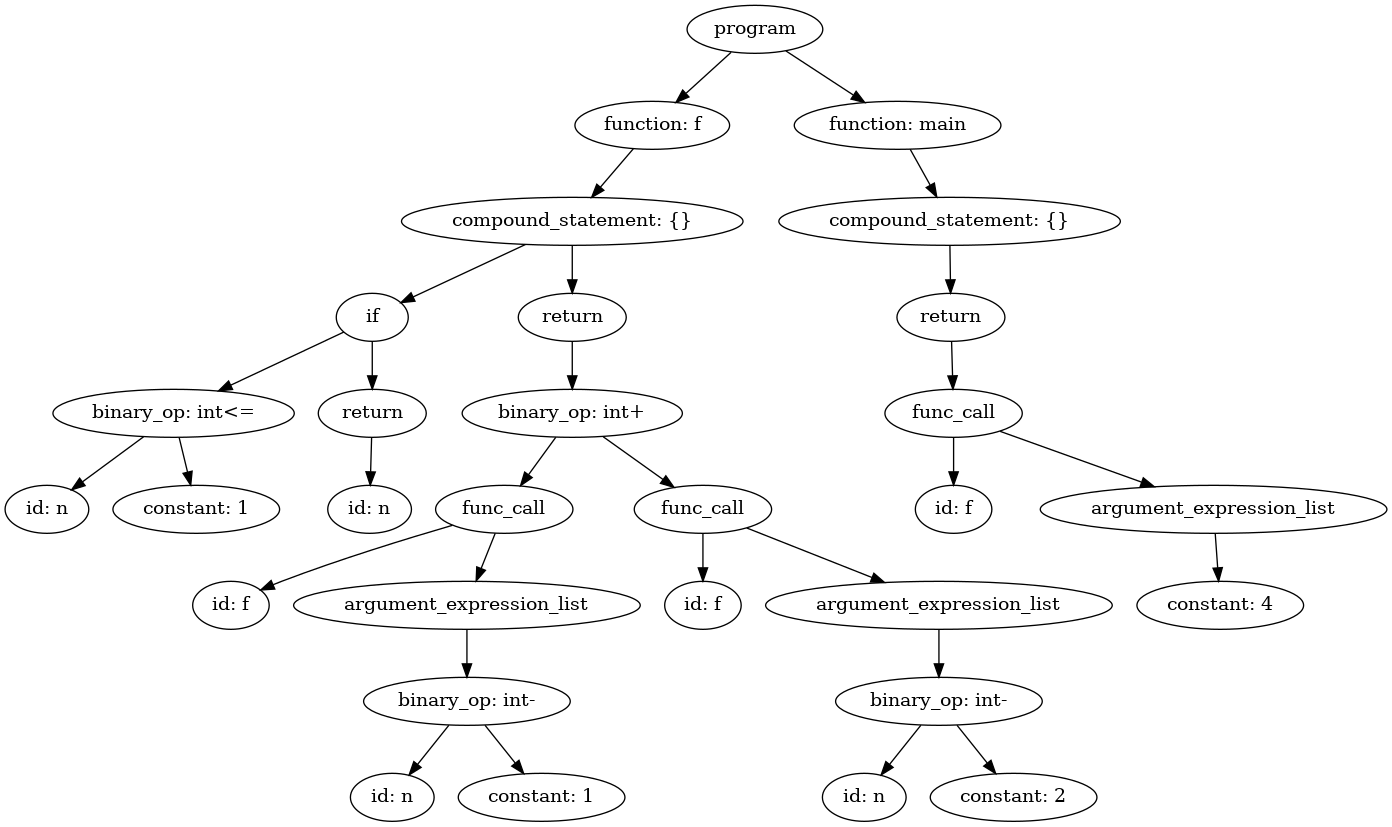 program
function: f
function: main
compound_statement: {}
compound_statement: {}
if
return
return
binary_op: int<=
return
binary_op: int+
func_call
id: n
constant: 1
id: n
func_call
func_call
id: f
argument_expression_list
id: f
argument_expression_list
id: f
argument_expression_list
constant: 4
binary_op: int-
binary_op: int-
id: n
constant: 1
id: n
constant: 2